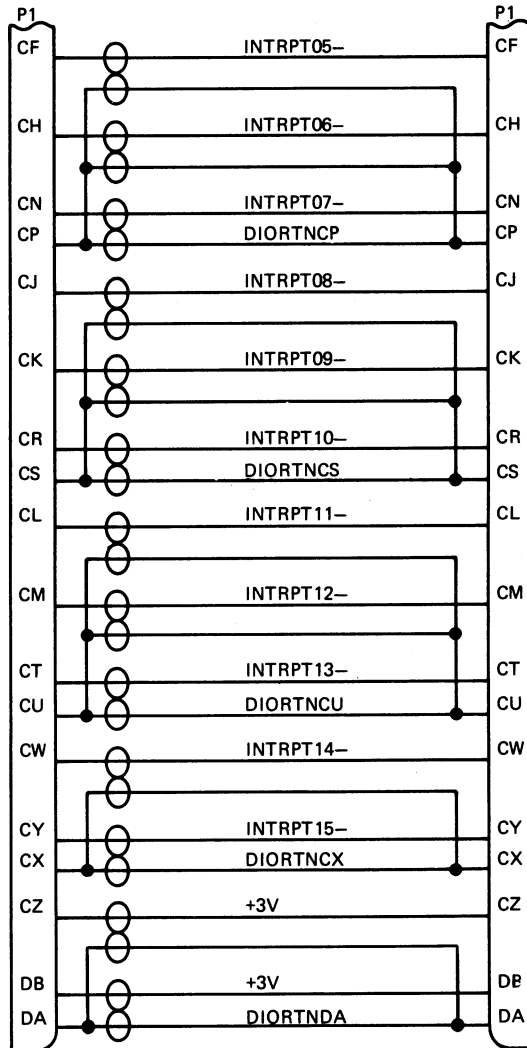 P1 P1
CF INTRPT05– CF
CH INTRPT06– CH
CN INTRPT07– CN
CP DIORTNCP CP
CJ INTRPT08– CJ
CK INTRPT09– CK
CR INTRPT10– CR
CS DIORTNCS CS
CL INTRPT11– CL
CM INTRPT12– CM
CT INTRPT13– CT
CU DIORTNCU CU
CW INTRPT14– CW
CY INTRPT15– CY
CX DIORTNCX CX
CZ +3V CZ
DB +3V DB
DA DIORTNDA DA